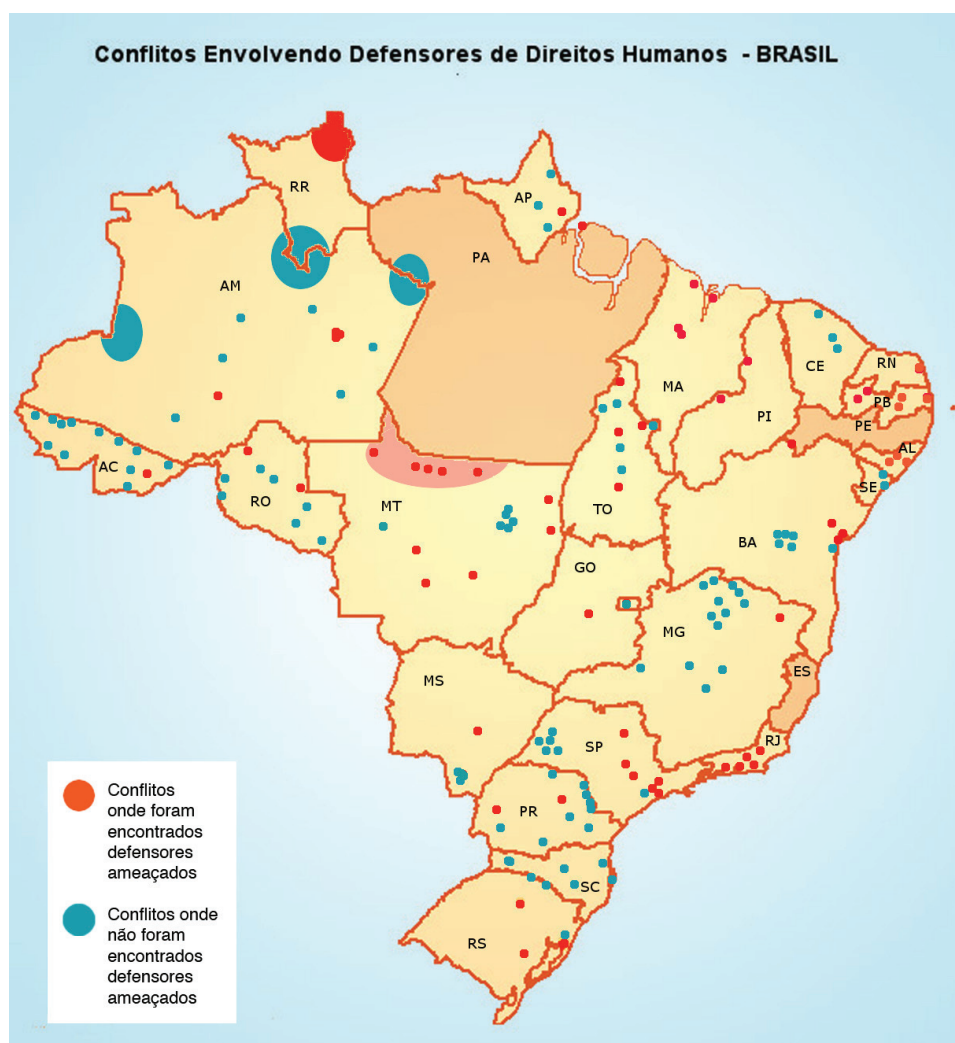 Conflitos Envolvendo Defensores de Direitos Humanos - BRASIL
RR
AP
AM
PA
MA
CE
RN
PB
PI
PE
AL
AC
SE
RO
MT
TO
BA
GO
MG
MS
ES
SP
RJ
PR
SC
RS
Conflitos
onde foram
encontrados
defensores
ameaçados
Conflitos onde
não foram
encontrados
defensores
ameaçados